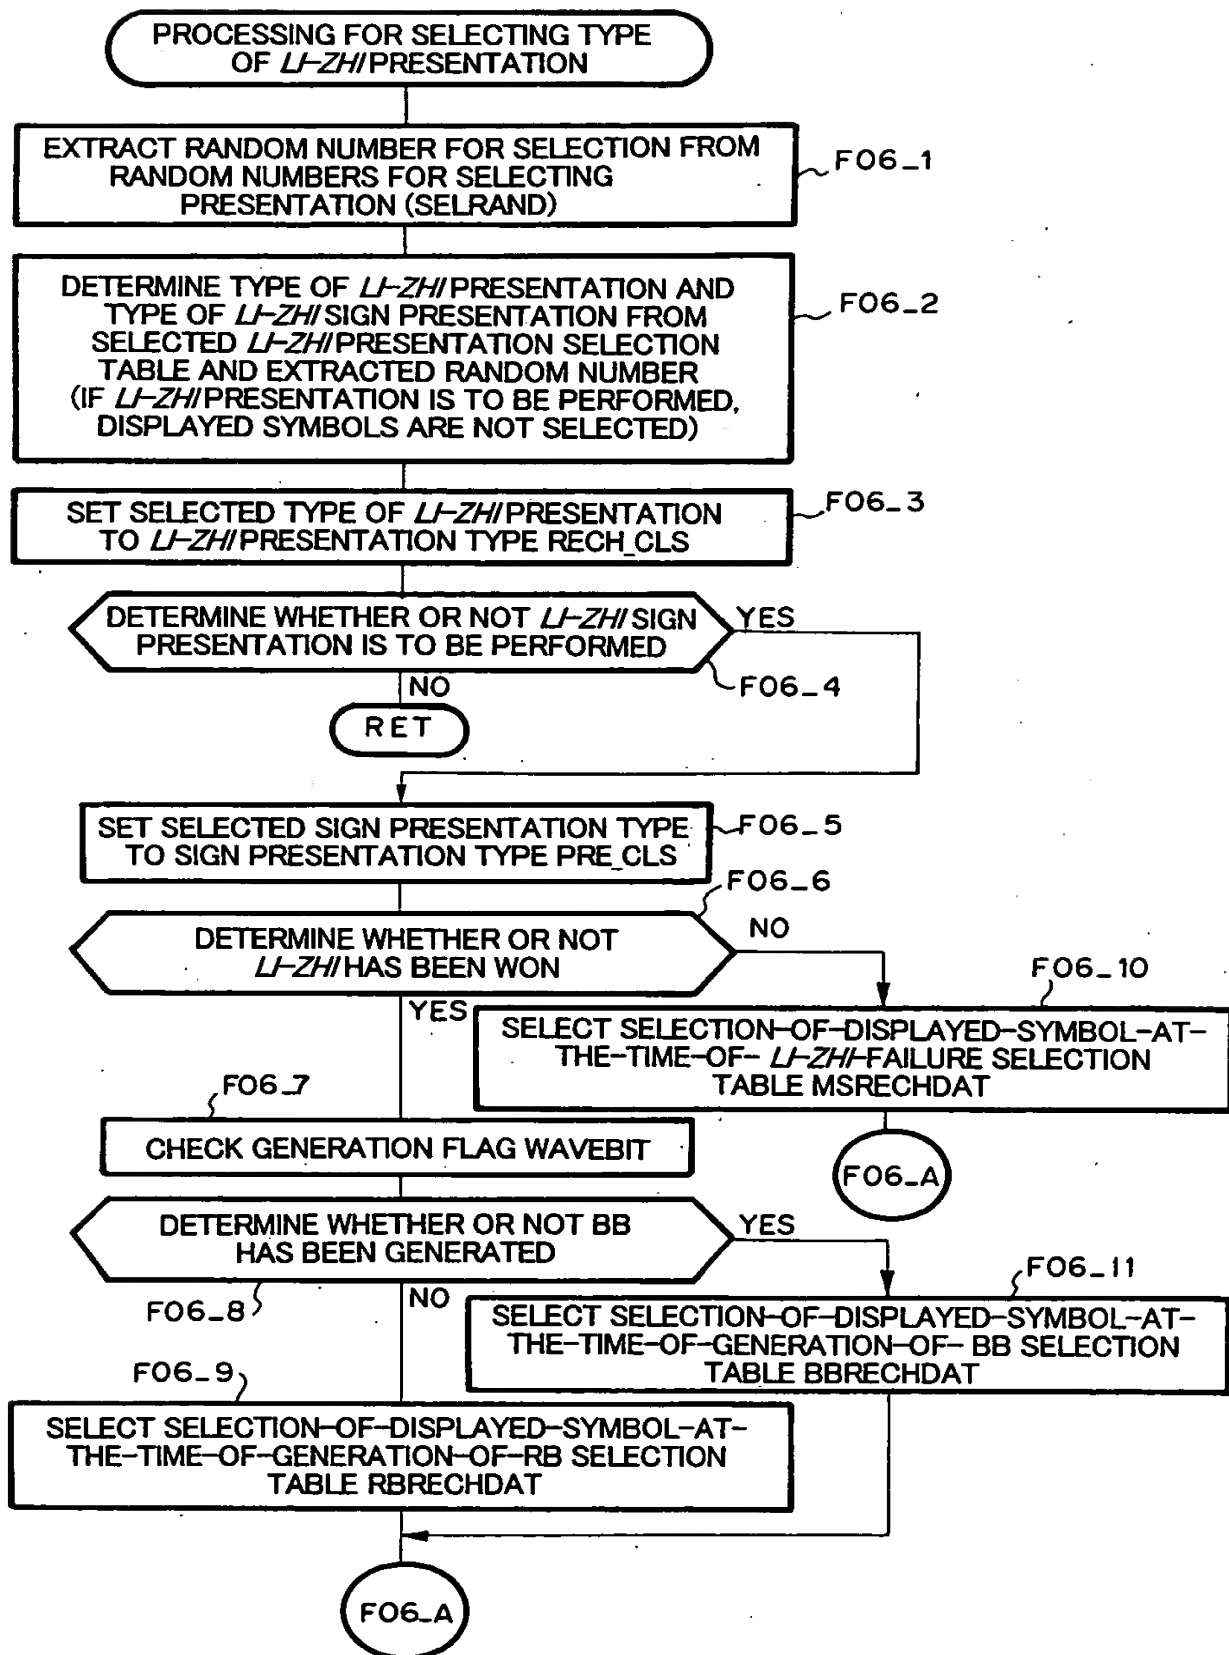 PROCESSING FOR SELECTING TYPE
OF LI-ZHI PRESENTATION
EXTRACT RANDOM NUMBER FOR SELECTION FROM
RANDOM NUMBERS FOR SELECTING
PRESENTATION (SELRAND)
F06_1
DETERMINE TYPE OF LI-ZHI PRESENTATION AND
TYPE OF LI-ZHI SIGN PRESENTATION FROM
SELECTED LI-ZHI PRESENTATION SELECTION
TABLE AND EXTRACTED RANDOM NUMBER
(IF LI-ZHI PRESENTATION IS TO BE PERFORMED,
DISPLAYED SYMBOLS ARE NOT SELECTED)
F06_2
SET SELECTED TYPE OF LI-ZHI PRESENTATION
TO LI-ZHI PRESENTATION TYPE RECH_CLS
F06_3
DETERMINE WHETHER OR NOT LI-ZHI SIGN
PRESENTATION IS TO BE PERFORMED
YES
F06_4
NO
RET
SET SELECTED SIGN PRESENTATION TYPE
TO SIGN PRESENTATION TYPE PRE_CLS
F06_5
F06_6
DETERMINE WHETHER OR NOT
LI-ZHI HAS BEEN WON
NO
YES
F06_10
SELECT SELECTION-OF-DISPLAYED-SYMBOL-AT-
THE-TIME-OF- LI-ZHI-FAILURE SELECTION
TABLE MSRECHDAT
F06_A
F06_7
CHECK GENERATION FLAG WAVEBIT
DETERMINE WHETHER OR NOT BB
HAS BEEN GENERATED
YES
F06_8
NO
F06_11
SELECT SELECTION-OF-DISPLAYED-SYMBOL-AT-
THE-TIME-OF-GENERATION-OF- BB SELECTION
TABLE BBRECHDAT
F06_9
SELECT SELECTION-OF-DISPLAYED-SYMBOL-AT-
THE-TIME-OF-GENERATION-OF-RB SELECTION
TABLE RBRECHDAT
F06_A